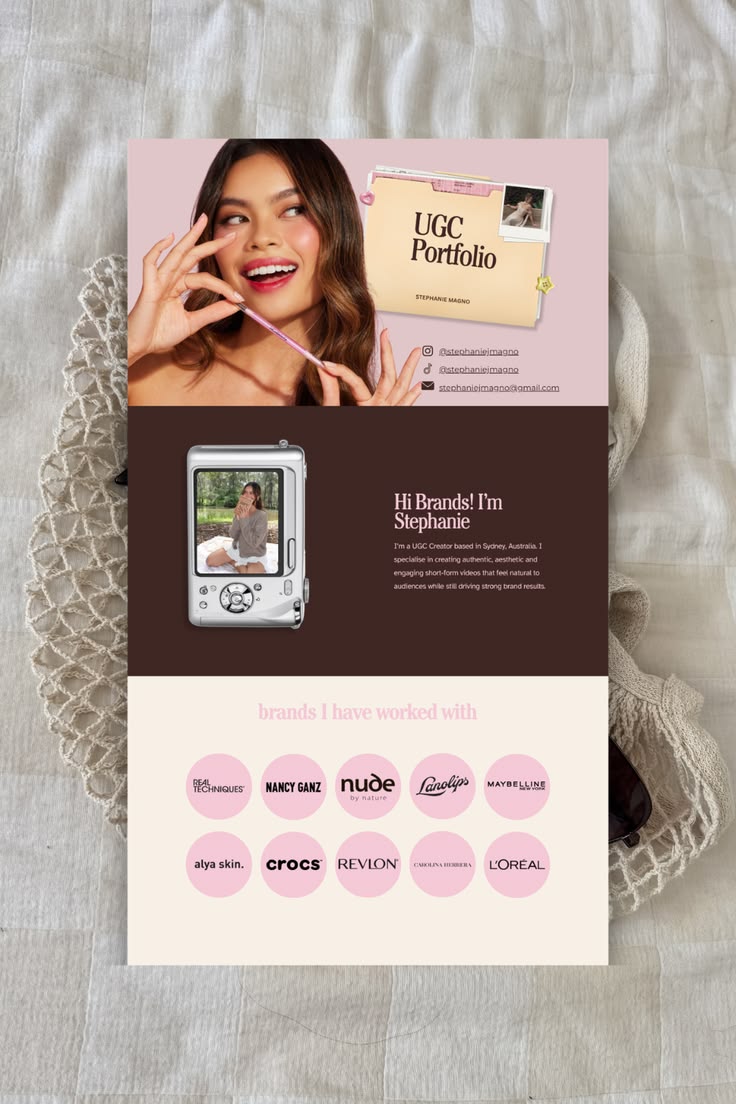 UGC
Portfolio
STEPHANIE MAGNO
@stephaniejmagno
@stephaniejmagno
stephaniejmagno@gmail.com
Hi Brands! I'm
Stephanie
I'm a UGC Creator based in Sydney, Australia. I
specialise in creating authentic, aesthetic and
engaging short-form videos that feel natural to
audiences while still driving strong brand results.
brands I have worked with
REAL
TECHNIQUES
NANCY GANZ
nude
by nature
Lanolips
MAYBELLINE
NEW YORK
alya skin.
crocs™
REVLON
CAROLINA HERRERA
L'ORÉAL